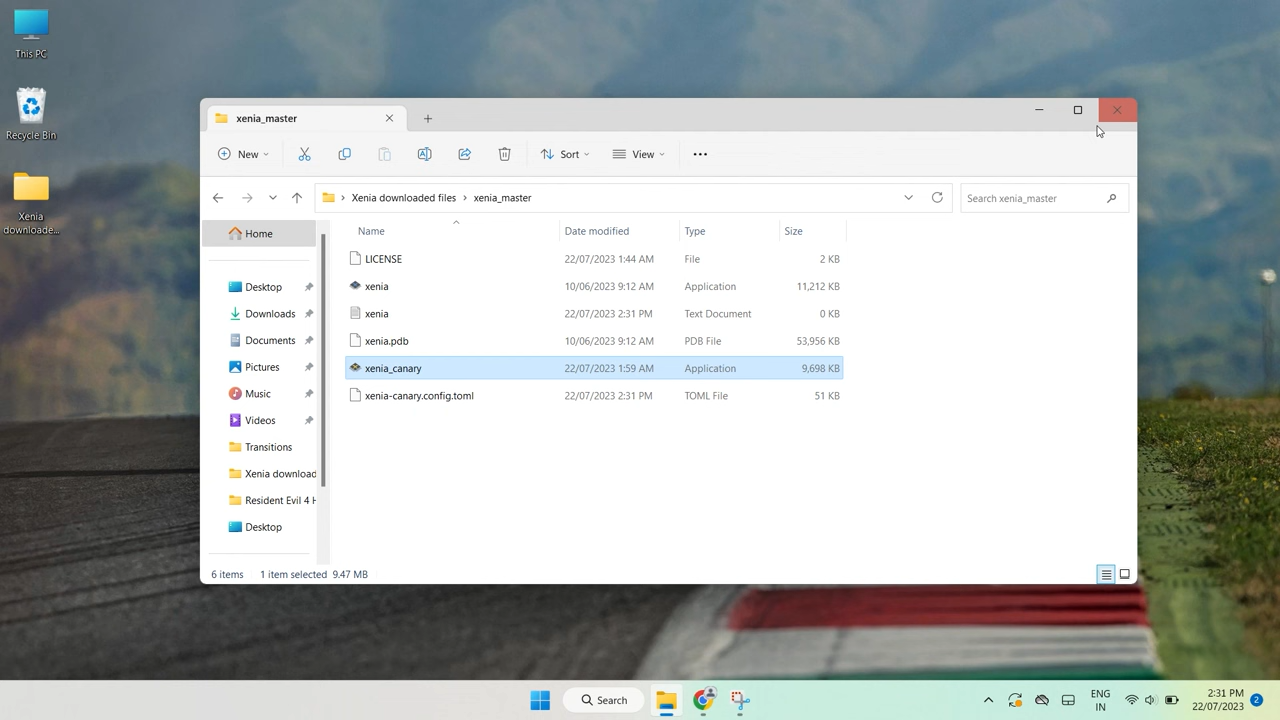 This PC
Recycle Bin
Xenia
downloade...
xenia_master
New
Sort
View
Xenia downloaded files
xenia_master
Search xenia_master
Home
Desktop
Downloads
Documents
Pictures
Music
Videos
Transitions
Xenia download
Resident Evil 4 H
Desktop
Name Date modified Type Size
LICENSE 22/07/2023 1:44 AM File 2 KB
xenia 10/06/2023 9:12 AM Application 11,212 KB
xenia 22/07/2023 2:31 PM Text Document 0 KB
xenia.pdb 10/06/2023 9:12 AM PDB File 53,956 KB
xenia_canary 22/07/2023 1:59 AM Application 9,698 KB
xenia-canary.config.toml 22/07/2023 2:31 PM TOML File 51 KB
6 items 1 item selected 9.47 MB
Search
ENG
IN
2:31 PM
22/07/2023
2